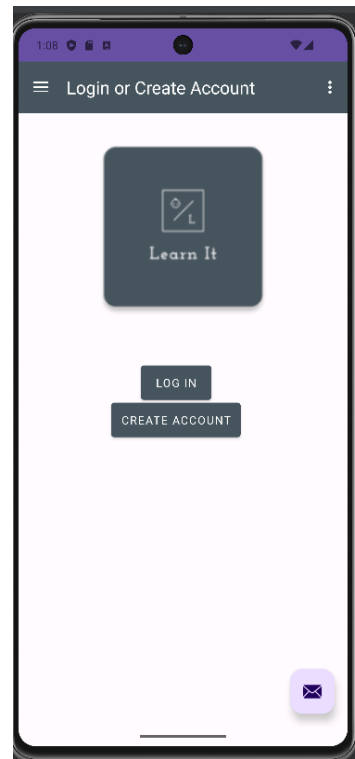 1:08
Login or Create Account
L
Learn It
LOG IN
CREATE ACCOUNT